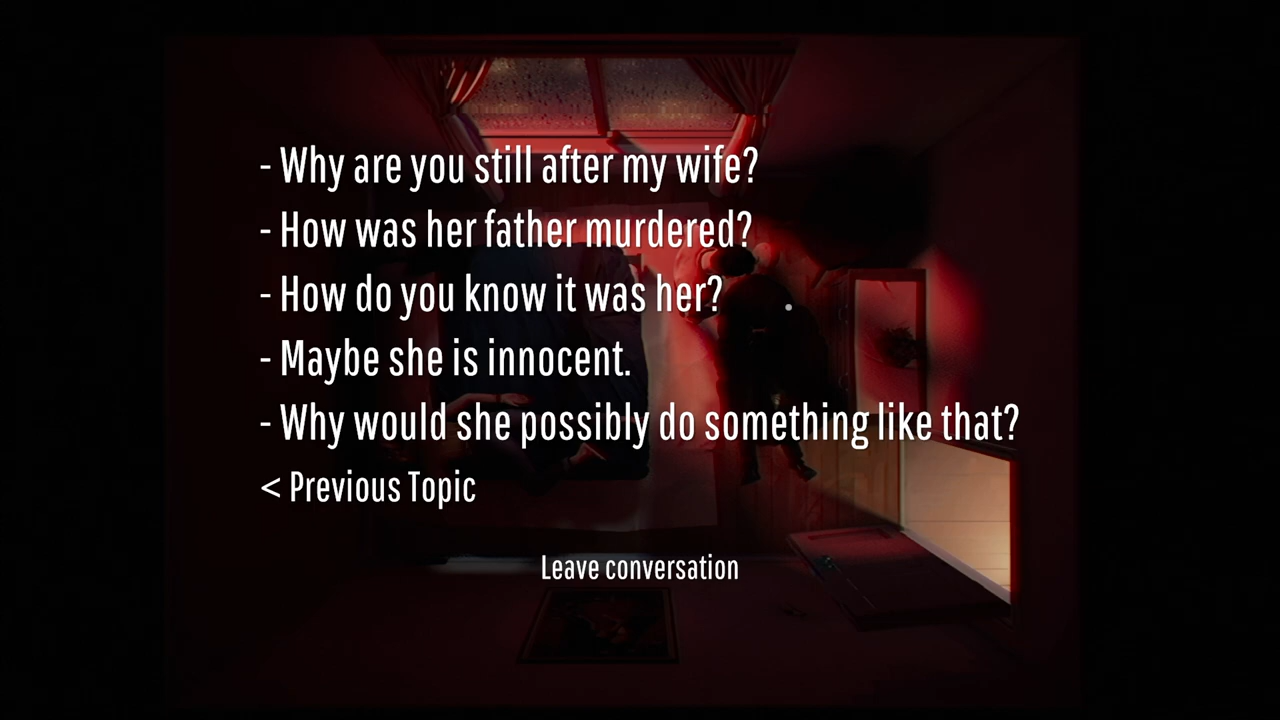 - Why are you still after my wife?
- How was her father murdered?
- How do you know it was her?
- Maybe she is innocent.
- Why would she possibly do something like that?
< Previous Topic
Leave conversation